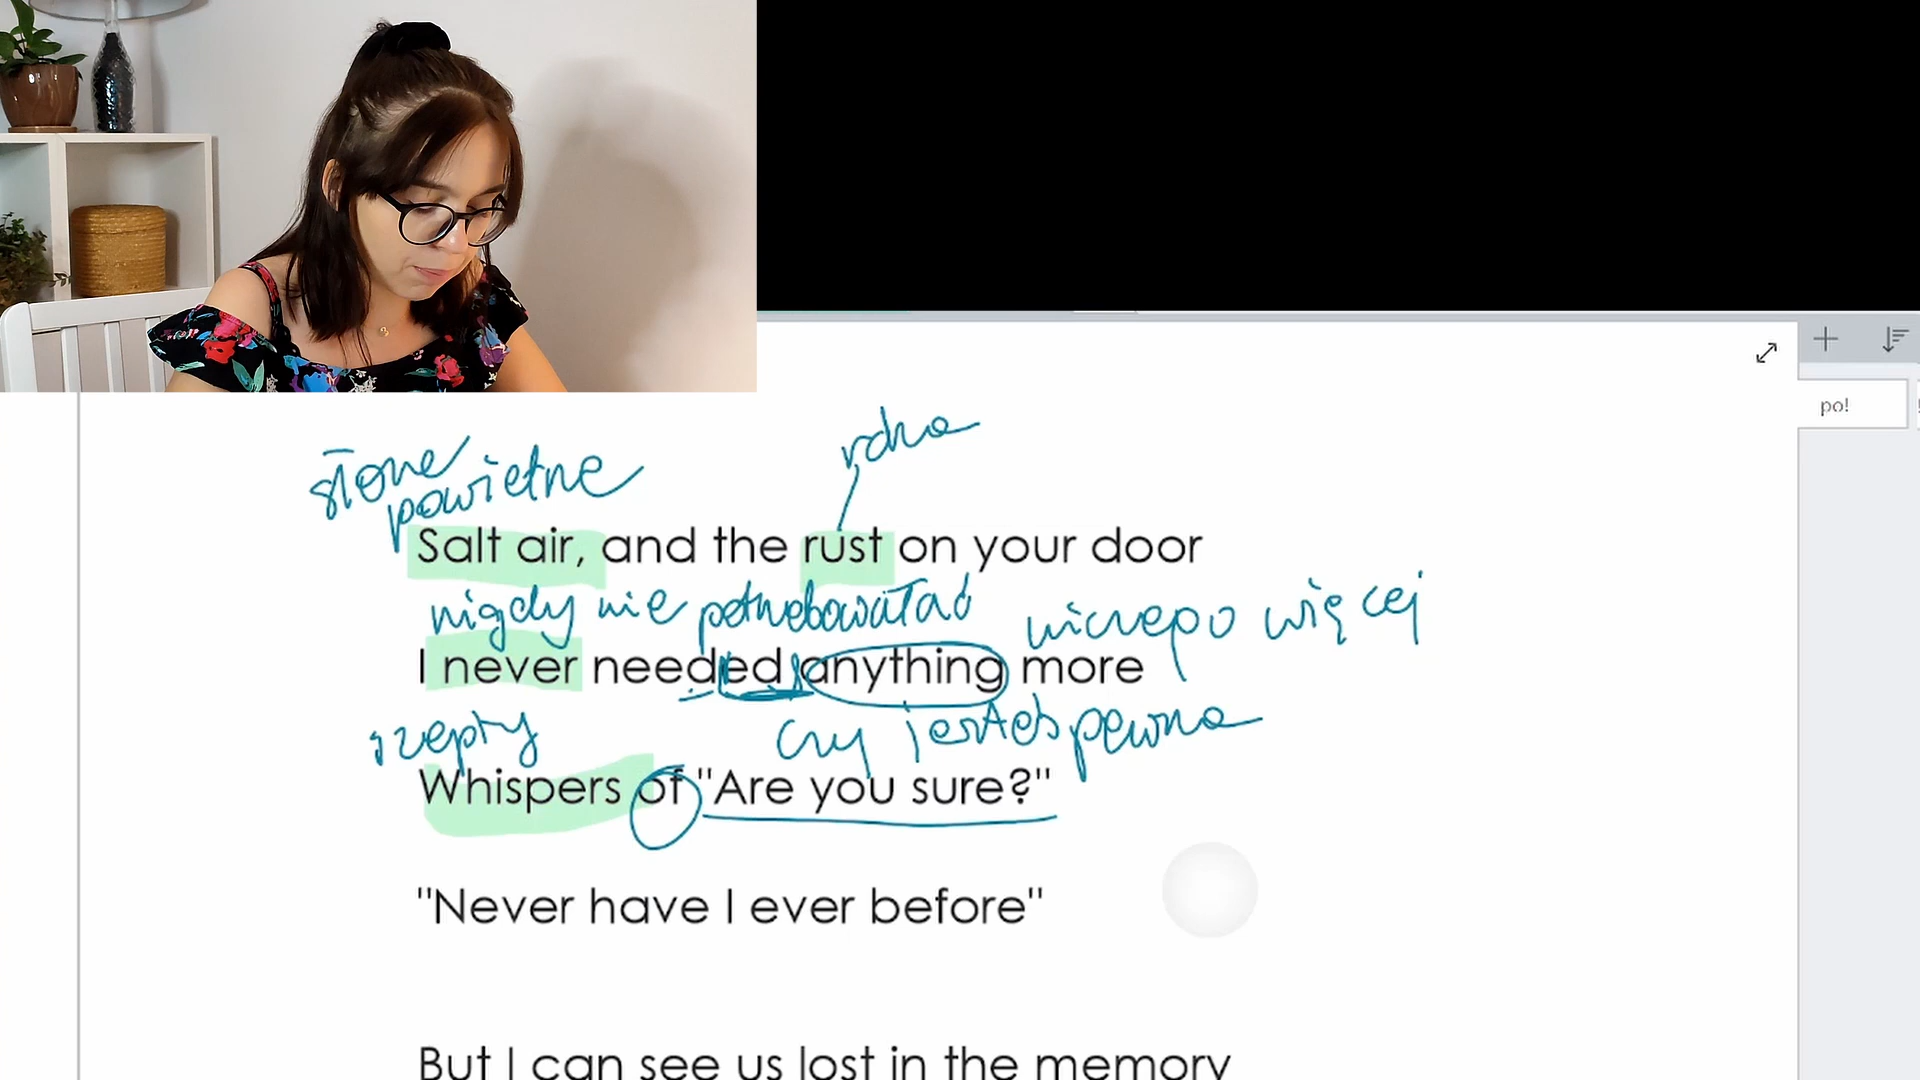 po!
rdza
słone
powietrze
Salt air, and the rust on your door
nigdy nie potrzebowałać niczego więcej
I never needed anything more
szepty czy jesteś pewna
Whispers of "Are you sure?"
"Never have I ever before"
But I can see us lost in the memory